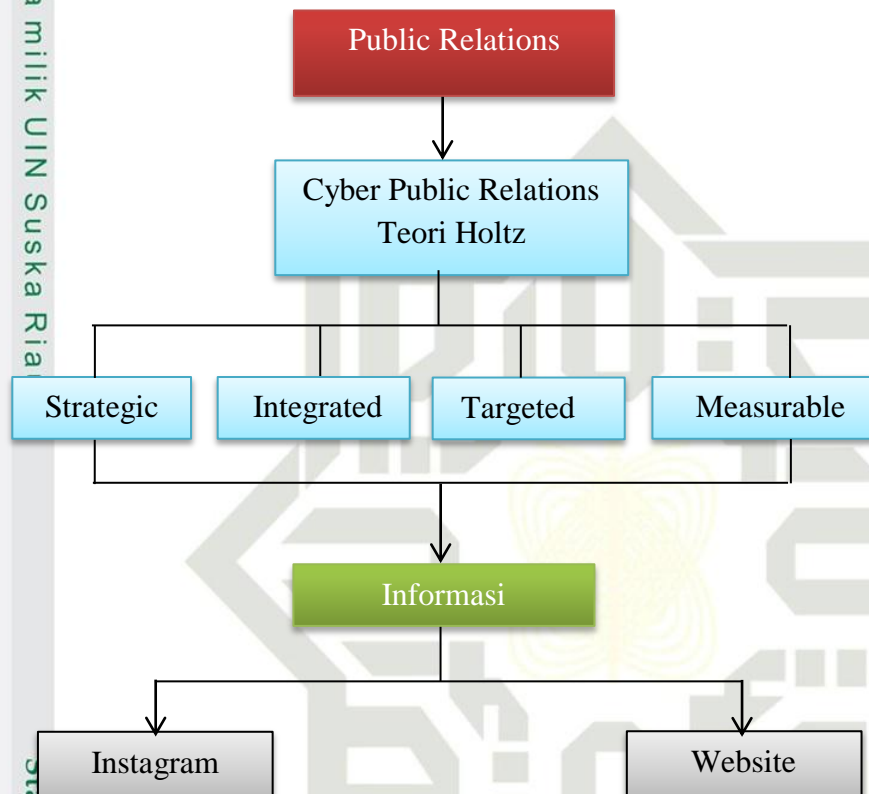 a milik UIN Suska Ria
Public Relations
Cyber Public Relations
Teori Holtz
Strategic
Integrated
Targeted
Measurable
Informasi
Instagram
Website